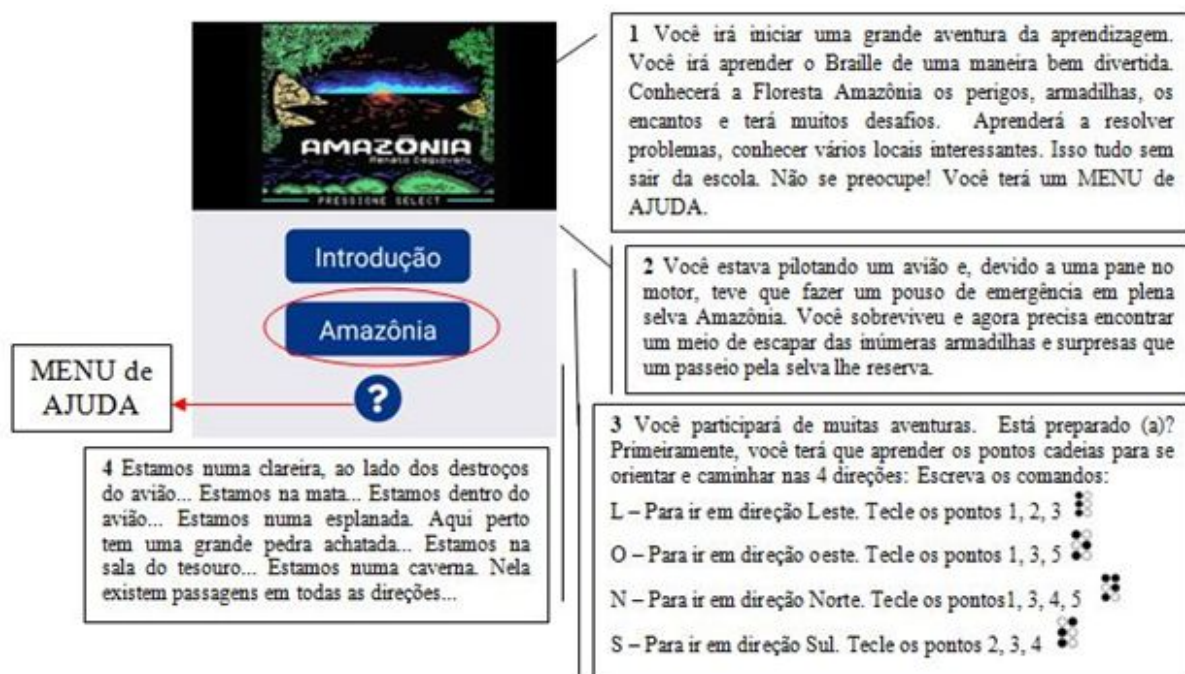 AMAZÔNIA
Renato Degiovani
PRESSIONE SELECT
Introdução
Amazônia
?
MENU de
AJUDA
1 Você irá iniciar uma grande aventura da aprendizagem.
Você irá aprender o Braille de uma maneira bem divertida.
Conhecerá a Floresta Amazônia os perigos, armadilhas, os
encantos e terá muitos desafios. Aprenderá a resolver
problemas, conhecer vários locais interessantes. Isso tudo sem
sair da escola. Não se preocupe! Você terá um MENU de
AJUDA.
2 Você estava pilotando um avião e, devido a uma pane no
motor, teve que fazer um pouso de emergência em plena
selva Amazônia. Você sobreviveu e agora precisa encontrar
um meio de escapar das inúmeras armadilhas e surpresas que
um passeio pela selva lhe reserva.
3 Você participará de muitas aventuras. Está preparado (a)?
Primeiramente, você terá que aprender os pontos cadeias para se
orientar e caminhar nas 4 direções: Escreva os comandos:
L – Para ir em direção Leste. Tecle os pontos 1, 2, 3
O – Para ir em direção oeste. Tecle os pontos 1, 3, 5
N – Para ir em direção Norte. Tecle os pontos1, 3, 4, 5
S – Para ir em direção Sul. Tecle os pontos 2, 3, 4
4 Estamos numa clareira, ao lado dos destroços
do avião... Estamos na mata... Estamos dentro do
avião... Estamos numa esplanada. Aqui perto
tem uma grande pedra achatada... Estamos na
sala do tesouro... Estamos numa caverna. Nela
existem passagens em todas as direções...